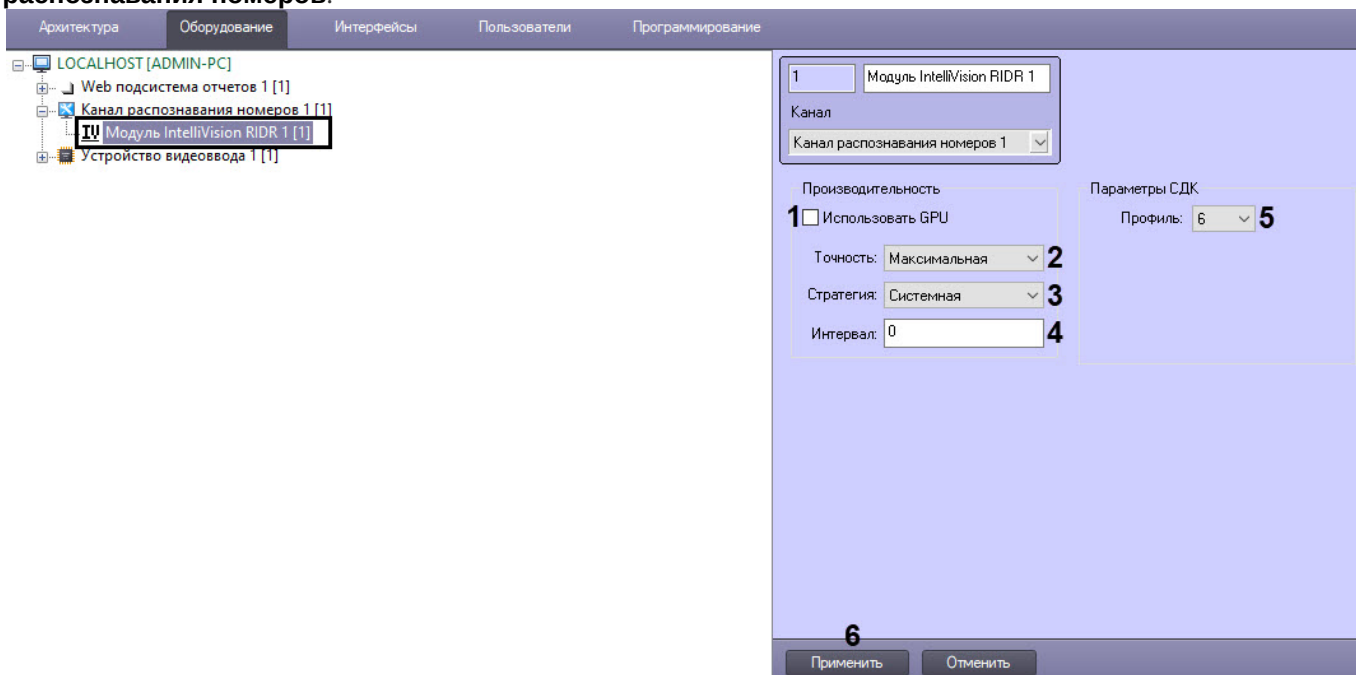 распознавания номеров.
Архитектура Оборудование Интерфейсы Пользователи Программирование
LOCALHOST [ADMIN-PC]
Web подсистема отчетов 1 [1]
Канал распознавания номеров 1 [1]
Модуль IntelliVision RIDR 1 [1]
Устройство видеоввода 1 [1]
1 Модуль IntelliVision RIDR 1
Канал
Канал распознавания номеров 1
Производительность Параметры СДК
1 Использовать GPU Профиль: 6 5
Точность: Максимальная 2
Стратегия: Системная 3
Интервал: 0 4
6
Применить Отменить